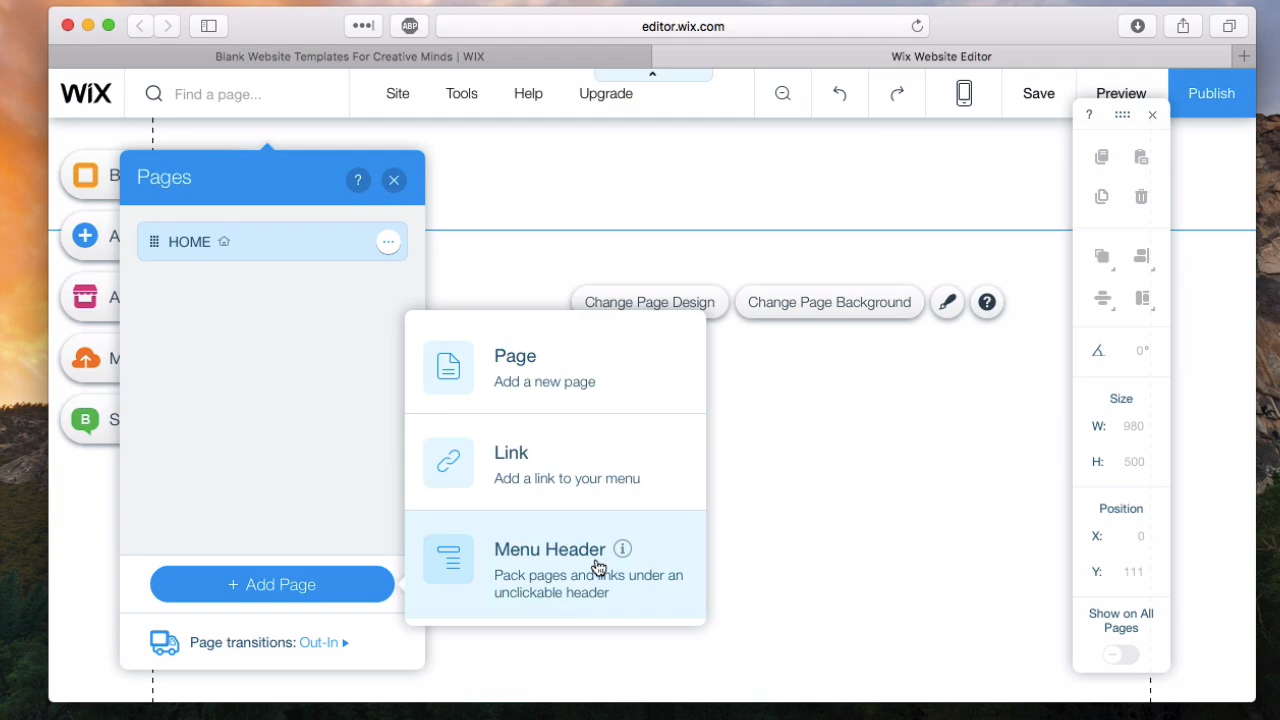 ABP
editor.wix.com
Blank Website Templates For Creative Minds | WIX
Wix Website Editor
+
WiX
Find a page...
Site
Tools
Help
Upgrade
Save
Preview
Publish
Pages
?
HOME
...
B
A
A
M
B S
Change Page Design
Change Page Background
?
Page
Add a new page
Link
Add a link to your menu
Menu Header
Pack pages and links under an
unclickable header
+ Add Page
Page transitions: Out-In
?
0°
Size
W: 980
H: 500
Position
X: 0
Y: 111
Show on All
Pages